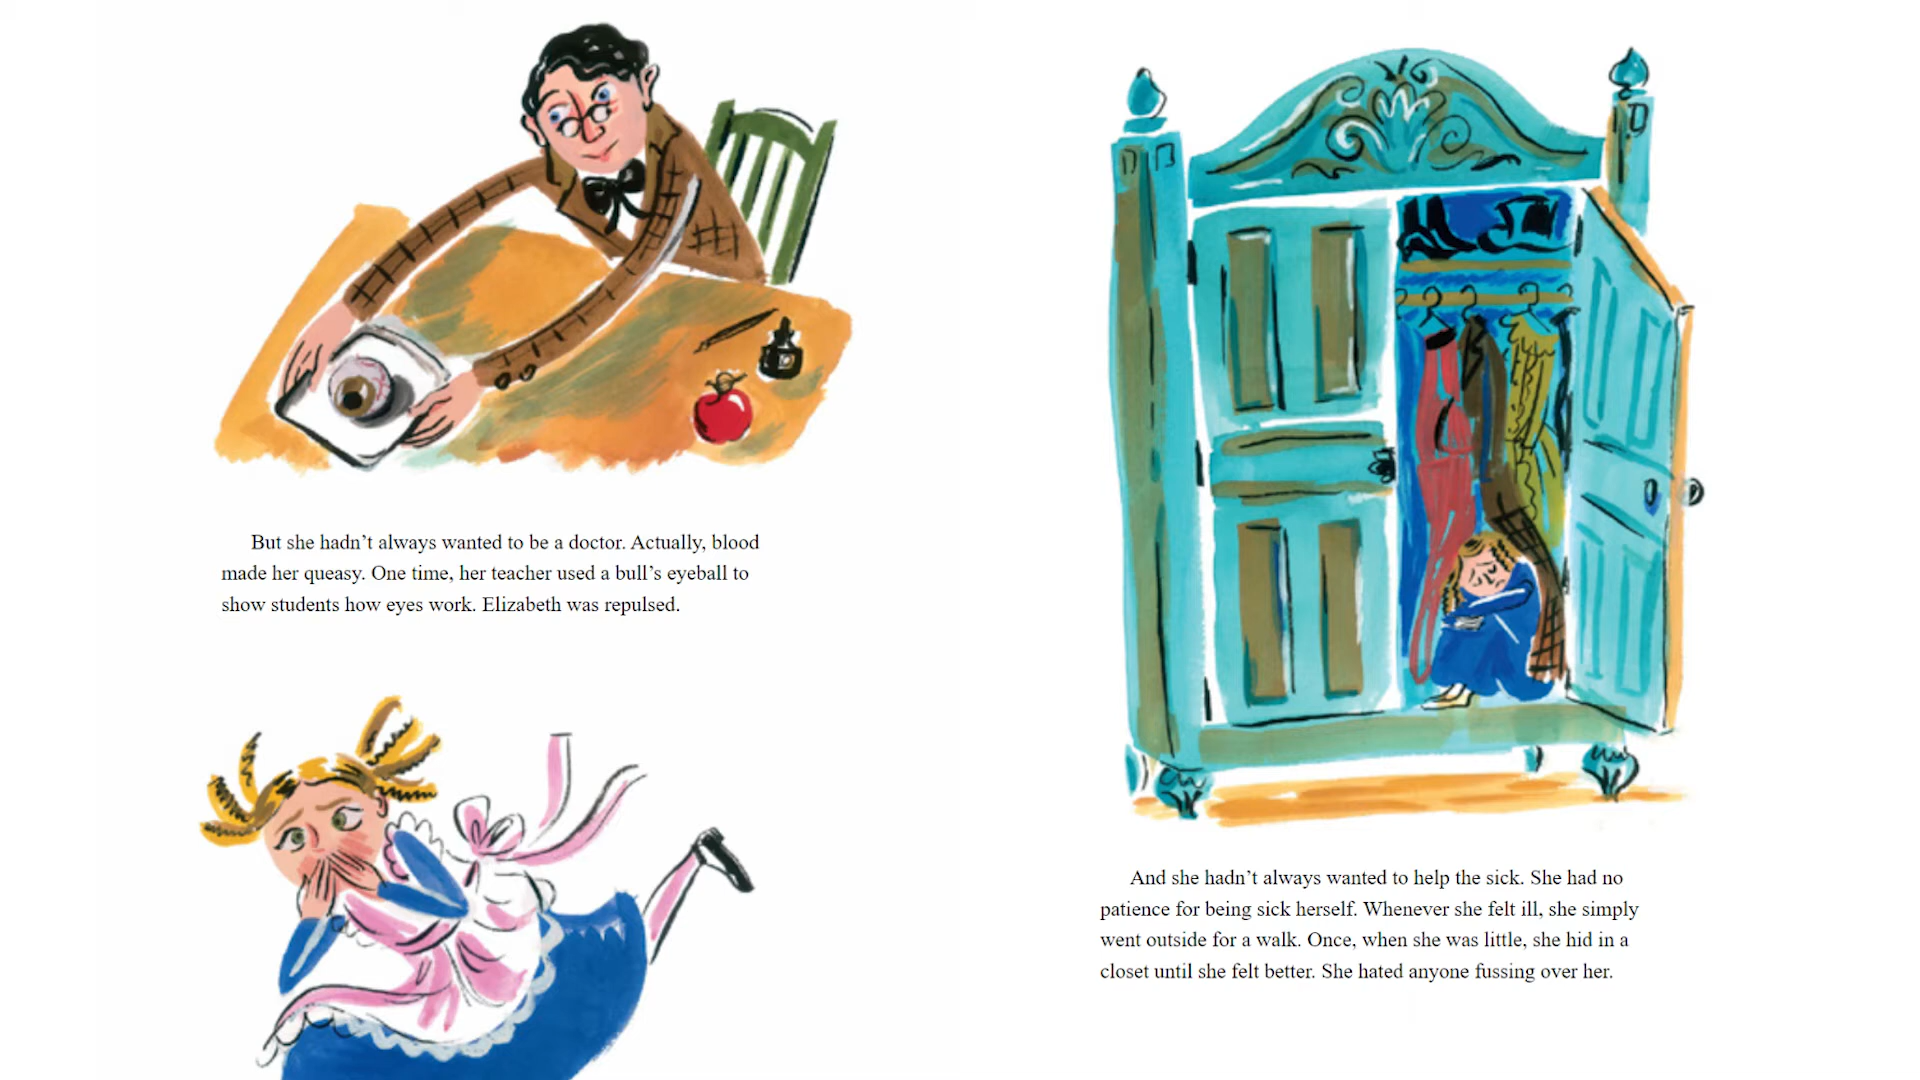 But she hadn’t always wanted to be a doctor. Actually, blood
made her queasy. One time, her teacher used a bull’s eyeball to
show students how eyes work. Elizabeth was repulsed.
And she hadn’t always wanted to help the sick. She had no
patience for being sick herself. Whenever she felt ill, she simply
went outside for a walk. Once, when she was little, she hid in a
closet until she felt better. She hated anyone fussing over her.